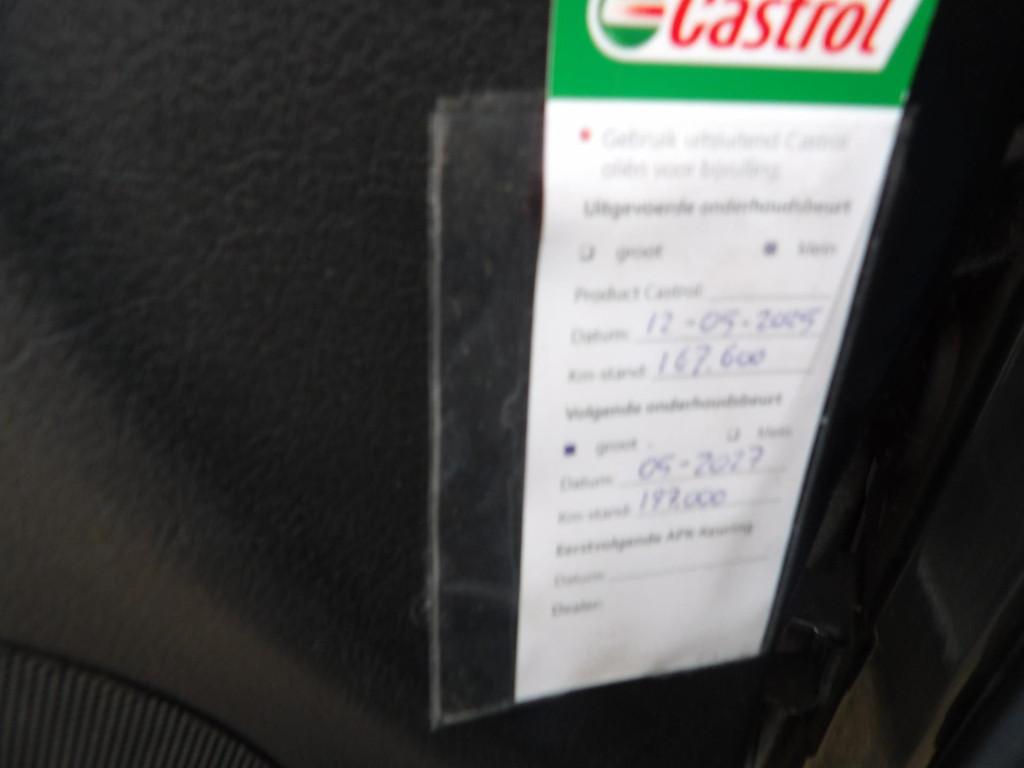 Castrol
Gebruik uitsluitend Castrol
oliën voor bijvulling.
Uitgevoerde onderhoudsbeurt
groot klein
Product Castrol:
Datum: 12-05-2025
Km-stand: 167.600
Volgende onderhoudsbeurt
groot klein
Datum: 05-2027
Km-stand: 197.000
Eerstvolgende APK-Keuring
Datum:
Dealer: